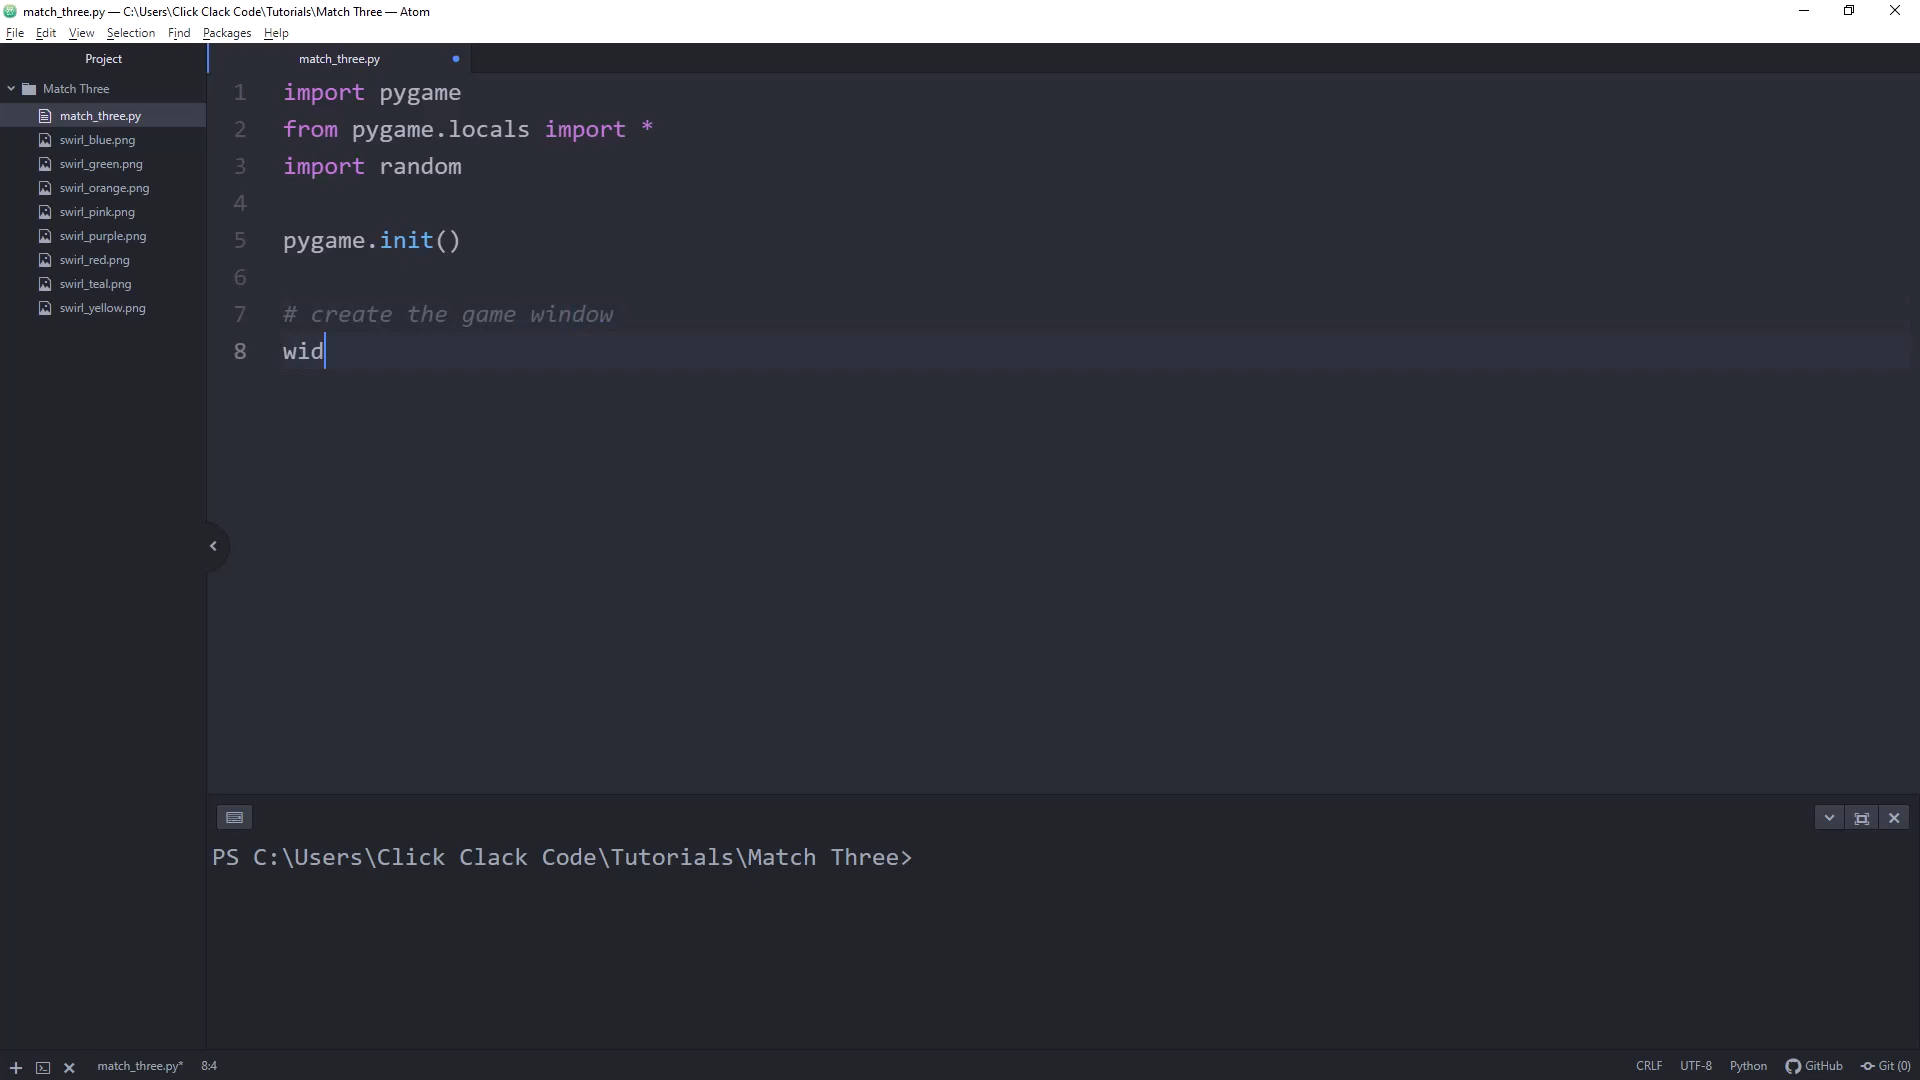 match_three.py — C:\Users\Click Clack Code\Tutorials\Match Three — Atom
File Edit View Selection Find Packages Help
Project
Match Three
match_three.py
swirl_blue.png
swirl_green.png
swirl_orange.png
swirl_pink.png
swirl_purple.png
swirl_red.png
swirl_teal.png
swirl_yellow.png
match_three.py
1 import pygame
2 from pygame.locals import *
3 import random
4
5 pygame.init()
6
7 # create the game window
8 wid
PS C:\Users\Click Clack Code\Tutorials\Match Three>
match_three.py* 8:4 CRLF UTF-8 Python GitHub Git (0)